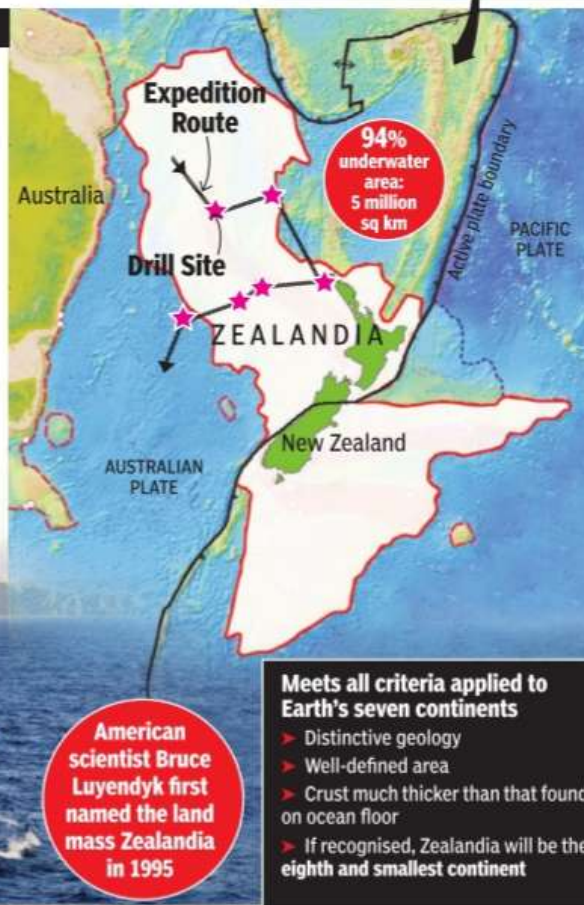 Expedition
Route
94%
underwater
area:
5 million
sq km
Active plate boundary
Australia
PACIFIC
PLATE
Drill Site
ZEALANDIA
New Zealand
AUSTRALIAN
PLATE
American
scientist Bruce
Luyendyk first
named the land
mass Zealandia
in 1995
Meets all criteria applied to
Earth's seven continents
➤ Distinctive geology
➤ Well-defined area
➤ Crust much thicker than that found
on ocean floor
➤ If recognised, Zealandia will be the
eighth and smallest continent